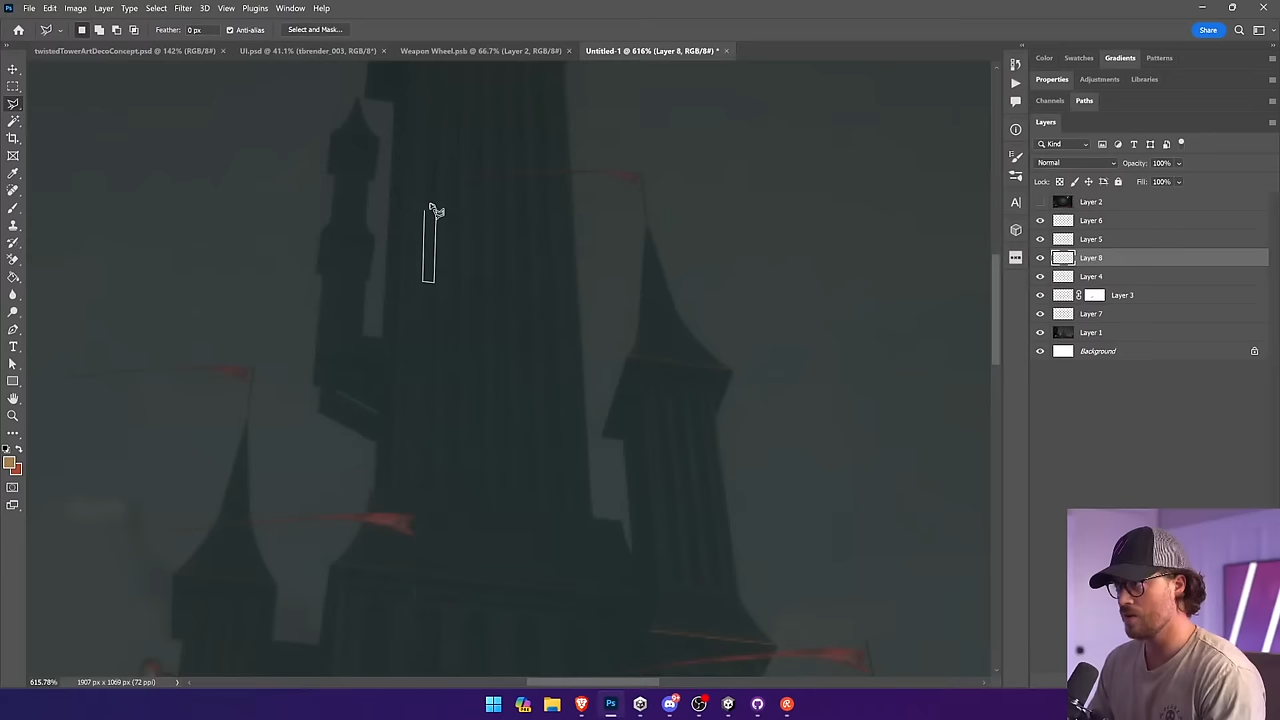 File Edit Image Layer Type Select Filter 3D View Plugins Window Help
Feather: 0 px Anti-alias Select and Mask... Share
twistedTowerArtDecoConcept.psd @ 142% (RGB/8#) × UI.psd @ 41.1% (tbrender_003, RGB/8*) × Weapon Wheel.psb @ 66.7% (Layer 2, RGB/8#) × Untitled-1 @ 616% (Layer 8, RGB/8#) * ×
Color Swatches Gradients Patterns
Properties Adjustments Libraries
Channels Paths
Layers
Kind
Normal Opacity: 100%
Lock: Fill: 100%
Layer 2
Layer 6
Layer 5
Layer 8
Layer 4
Layer 3
Layer 7
Layer 1
Background
615.78% 1907 px x 1069 px (72 ppi)